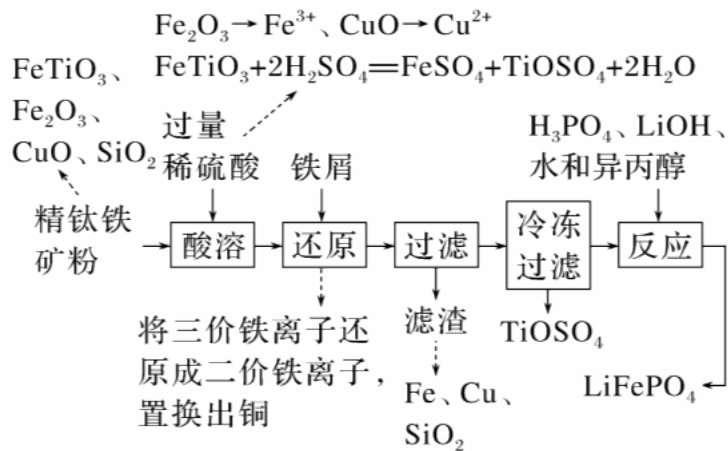 Fe₂O₃→Fe³⁺、CuO→Cu²⁺
FeTiO₃+2H₂SO₄═FeSO₄+TiOSO₄+2H₂O
FeTiO₃、
Fe₂O₃、
CuO、SiO₂
过量
稀硫酸
铁屑
H₃PO₄、LiOH、
水和异丙醇
精钛铁
矿粉
酸溶
还原
过滤
冷冻
过滤
反应
将三价铁离子还
原成二价铁离子，
置换出铜
滤渣
Fe、Cu、
SiO₂
TiOSO₄
LiFePO₄